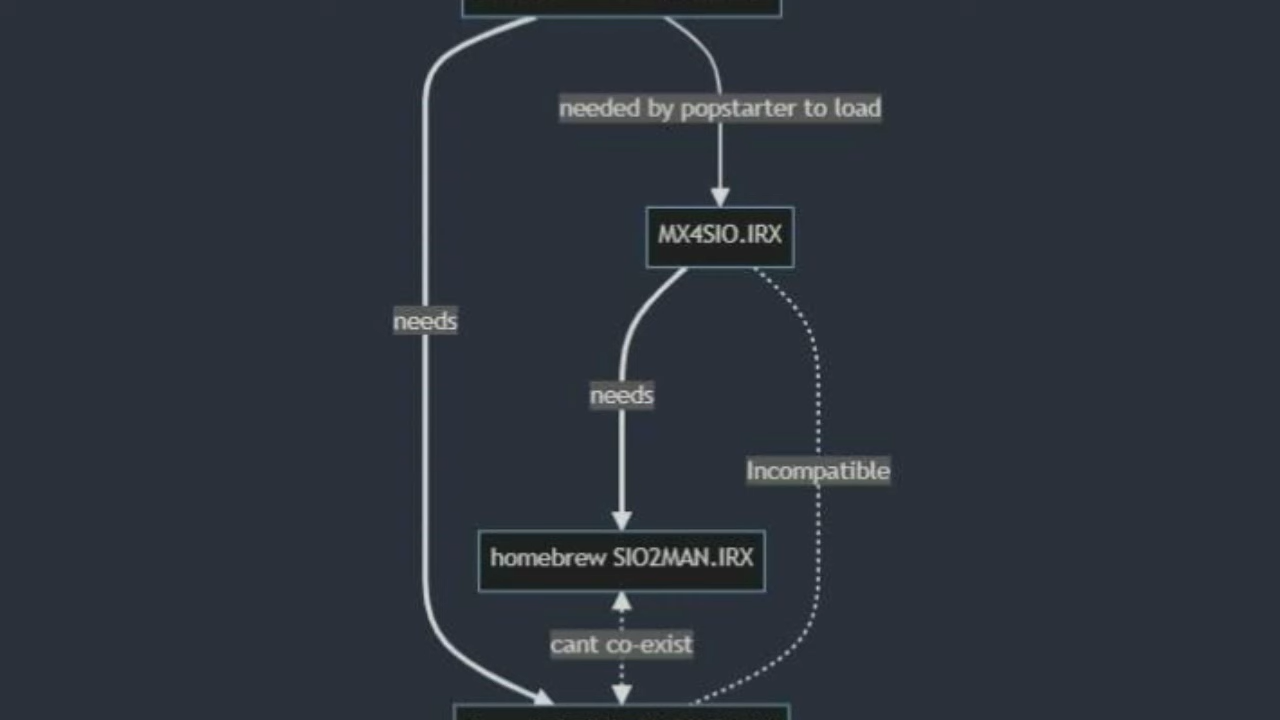 needed by popstarter to load
MX4SIO.IRX
needs
needs
Incompatible
homebrew SIO2MAN.IRX
cant co-exist